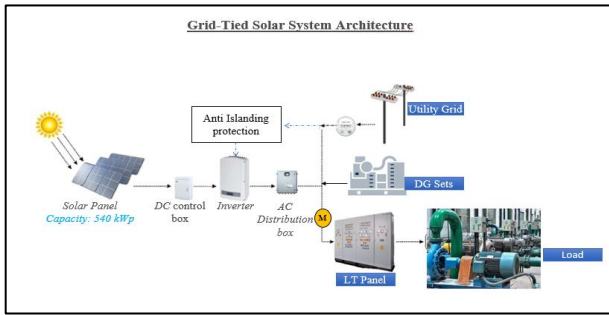 Grid-Tied Solar System Architecture
Anti Islanding
protection
Utility Grid
DG Sets
Solar Panel
Capacity: 540 kWp
DC control
box
Inverter
AC
Distribution
box
M
LT Panel
Load